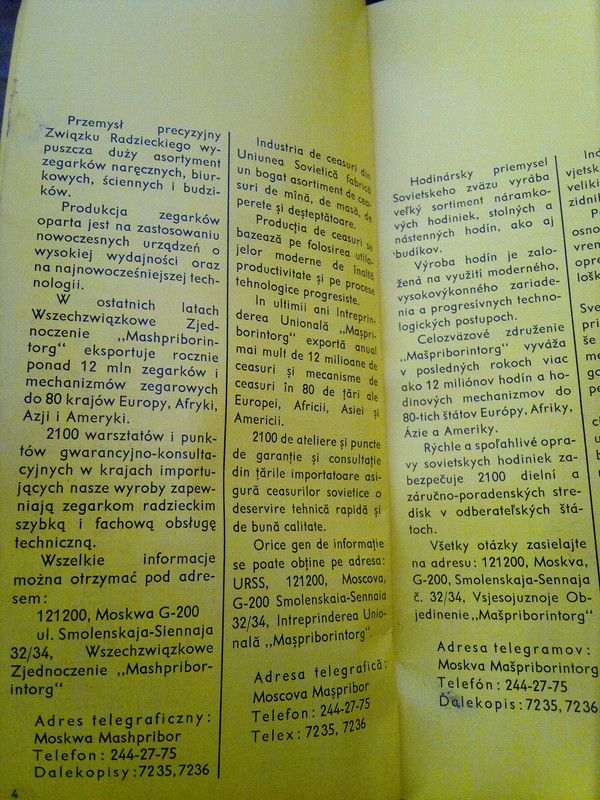 Przemysł precyzyjny
Związku Radzieckiego wy-
puszcza duży asortyment
zegarków naręcznych, biur-
kowych, ściennych i budzi-
ków.
Produkcja zegarków
oparta jest na zastosowaniu
nowoczesnych urządzeń o
wysokiej wydajności oraz
na najnowocześniejszej tech-
nologii.
W ostatnich latach
Wszechzwiązkowe Zjed-
noczenie „Mashpriborin-
torg“ eksportuje rocznie
ponad 12 mln zegarków i
mechanizmów zegarowych
do 80 krajów Europy, Afryki,
Azji i Ameryki.
2100 warsztatów i punk-
tów gwarancyjno-konsulta-
cyjnych w krajach importu-
jących nasze wyroby zapew-
niają zegarkom radzieckim
szybką i fachową obsługę
techniczną.
Wszelkie informacje
można otrzymać pod adre-
sem:
121200, Moskwa G-200
ul. Smolenskaja-Siennaja
32/34, Wszechzwiązkowe
Zjednoczenie „Mashpribor-
intorg“
Adres telegraficzny:
Moskwa Mashpribor
Telefon: 244-27-75
Dalekopisy: 7235, 7236
4
Industria de ceasuri din
Uniunea Sovietică fabrică
un bogat asortiment de cea-
suri de mînă, de masă, de
perete și deșteptătoare.
Producția de ceasuri se
bazează pe folosirea utila-
jelor moderne de înaltă
productivitate și pe procese
tehnologice progresiste.
In ultimii ani Intreprin-
derea Unională „Mașpri-
borintorg“ exportă anual
mai mult de 12 milioane de
ceasuri și mecanisme de
ceasuri în 80 de țări ale
Europei, Africii, Asiei și
Americii.
2100 de ateliere și puncte
de garanție și consultație
din țările importatoare asi-
gură ceasurilor sovietice o
deservire tehnică rapidă și
de bună calitate.
Orice gen de informație
se poate obține pe adresa:
URSS, 121200, Moscova,
G-200 Smolenskaia-Sennaia
32/34, Intreprinderea Unio-
nală „Mașpriborintorg“.
Adresa telegrafică:
Moscova Mașpribor
Telefon: 244-27-75
Telex: 7235, 7236
Hodinársky priemysel
Sovietskeho zväzu vyrába
veľký sortiment náramko-
vých hodiniek, stolných a
nástenných hodín, ako aj
budíkov.
Výroba hodín je zalo-
žená na využití moderného,
vysokovýkonného zariade-
nia a progresivnych techno-
logických postupoch.
Celozväzové združenie
„Mašpriborintorg“ vyváža
v posledných rokoch viac
ako 12 miliónov hodín a ho-
dinových mechanizmov do
80-tich štátov Európy, Afriky,
Ázie a Ameriky.
Rýchle a spoľahlivé opra-
vy sovietskych hodiniek za-
bezpečuje 2100 dielní a
záručno-poradenských stre-
disk v odberateľských štá-
toch.
Všetky otázky zasielajte
na adresu: 121200, Moskva,
G-200, Smolenskaja-Sennaja
č. 32/34, Vsjesojuznoje Ob-
jedinenie „Mašpriborintorg“
Adresa telegramov:
Moskva Mašpriborintorg
Telefón: 244-27-75
Ďalekopis: 7235, 7236